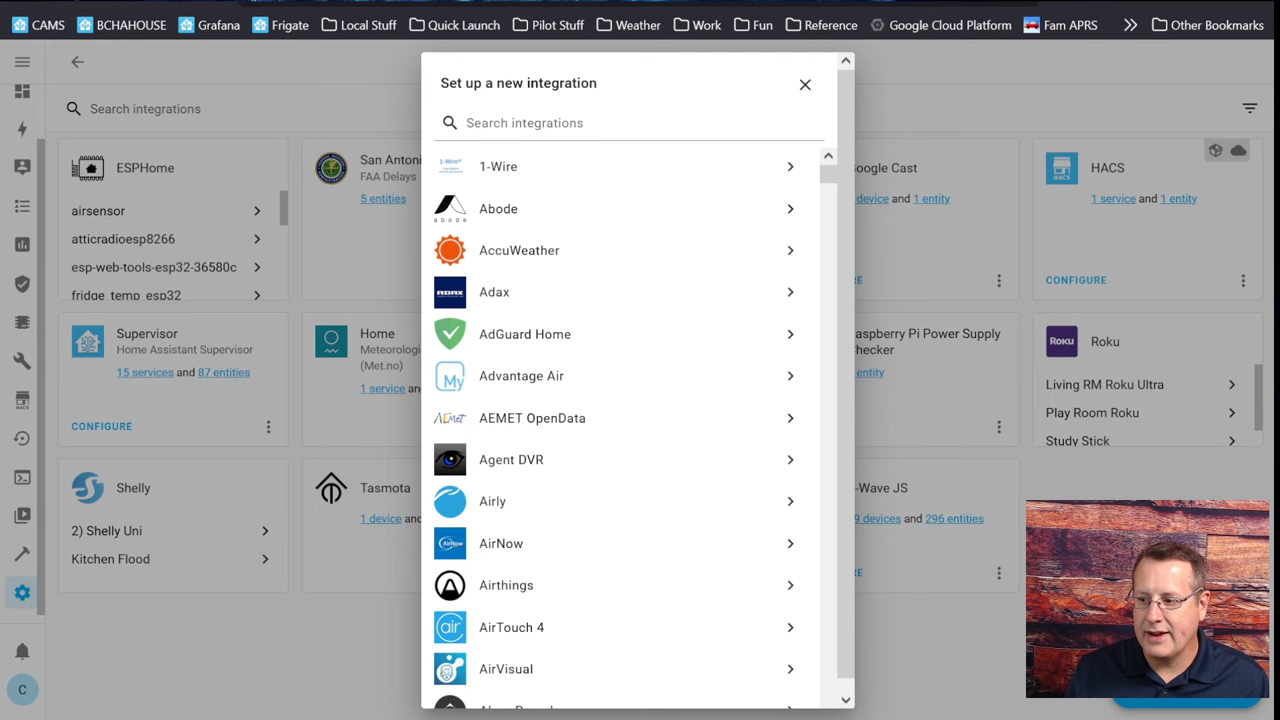 CAMS BCHAHOUSE Grafana Frigate Local Stuff Quick Launch Pilot Stuff Weather Work Fun Reference Google Cloud Platform Fam APRS Other Bookmarks
Set up a new integration
Search integrations
Search integrations
1-Wire
Abode
AccuWeather
Adax
AdGuard Home
Advantage Air
AEMET OpenData
Agent DVR
Airly
AirNow
Airthings
AirTouch 4
AirVisual
ESPHome
airsensor
atticradioesp8266
esp-web-tools-esp32-36580c
fridge_temp_esp32
San Antoni
FAA Delays
5 entities
oogle Cast
device and 1 entity
HACS
HACS
1 service and 1 entity
CONFIGURE
Supervisor
Home Assistant Supervisor
15 services and 87 entities
CONFIGURE
Home
Meteorologi
(Met.no)
1 service and
aspberry Pi Power Supply
hecker
entity
Roku
Roku
Living RM Roku Ultra
Play Room Roku
Study Stick
Shelly
2) Shelly Uni
Kitchen Flood
Tasmota
1 device and
-Wave JS
9 devices and 296 entities
C